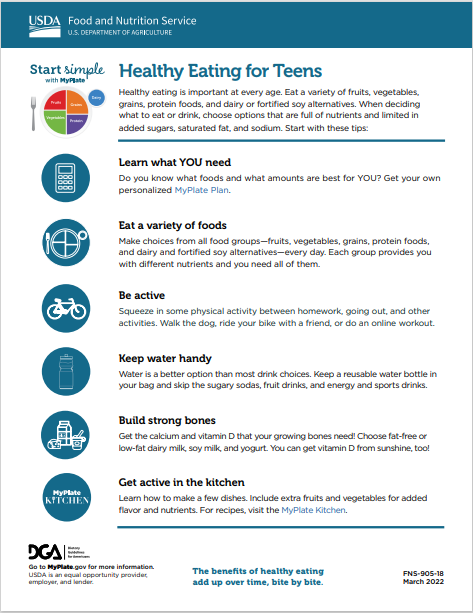 USDA Food and Nutrition Service
U.S. DEPARTMENT OF AGRICULTURE
Start simple
with MyPlate
Fruits
Grains
Vegetables
Protein
Dairy
Healthy Eating for Teens
Healthy eating is important at every age. Eat a variety of fruits, vegetables,
grains, protein foods, and dairy or fortified soy alternatives. When deciding
what to eat or drink, choose options that are full of nutrients and limited in
added sugars, saturated fat, and sodium. Start with these tips:
Learn what YOU need
Do you know what foods and what amounts are best for YOU? Get your own
personalized MyPlate Plan.
Eat a variety of foods
Make choices from all food groups—fruits, vegetables, grains, protein foods,
and dairy and fortified soy alternatives—every day. Each group provides you
with different nutrients and you need all of them.
Be active
Squeeze in some physical activity between homework, going out, and other
activities. Walk the dog, ride your bike with a friend, or do an online workout.
Keep water handy
Water is a better option than most drink choices. Keep a reusable water bottle in
your bag and skip the sugary sodas, fruit drinks, and energy and sports drinks.
Build strong bones
Get the calcium and vitamin D that your growing bones need! Choose fat-free or
low-fat dairy milk, soy milk, and yogurt. You can get vitamin D from sunshine, too!
MyPlate
KITCHEN
Get active in the kitchen
Learn how to make a few dishes. Include extra fruits and vegetables for added
flavor and nutrients. For recipes, visit the MyPlate Kitchen.
DGA
Dietary
Guidelines
for Americans
Go to MyPlate.gov for more information.
USDA is an equal opportunity provider,
employer, and lender.
The benefits of healthy eating
add up over time, bite by bite.
FNS-905-18
March 2022